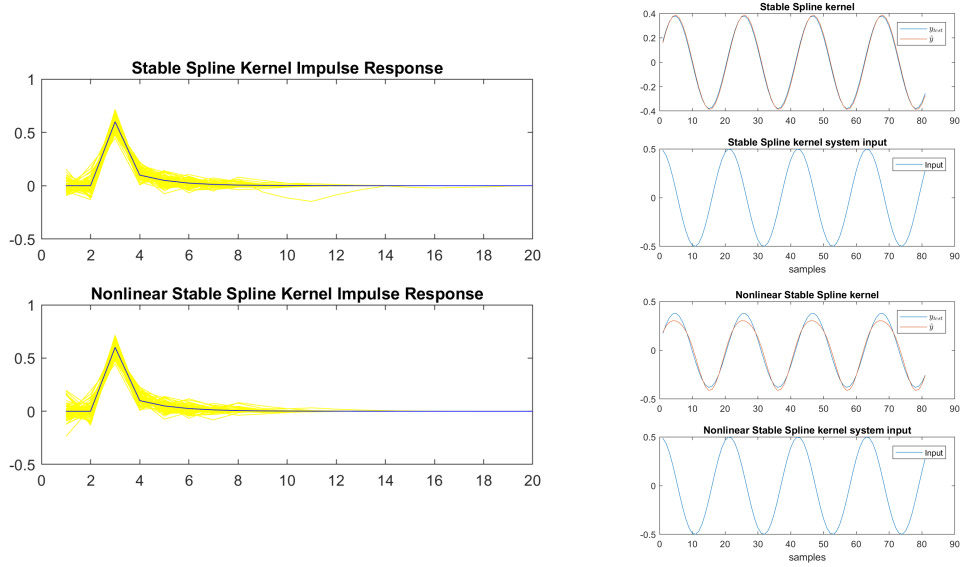 Stable Spline Kernel Impulse Response
1
0.5
0
-0.5
0 2 4 6 8 10 12 14 16 18 20
Nonlinear Stable Spline Kernel Impulse Response
1
0.5
0
-0.5
0 2 4 6 8 10 12 14 16 18 20
Stable Spline kernel
0.4
0.2
0
-0.2
-0.4
y_test
ŷ
0 10 20 30 40 50 60 70 80 90
Stable Spline kernel system input
0.5
0
-0.5
Input
0 10 20 30 40 50 60 70 80 90
samples
Nonlinear Stable Spline kernel
0.5
0
-0.5
y_test
ŷ
0 10 20 30 40 50 60 70 80 90
Nonlinear Stable Spline kernel system input
0.5
0
-0.5
Input
0 10 20 30 40 50 60 70 80 90
samples